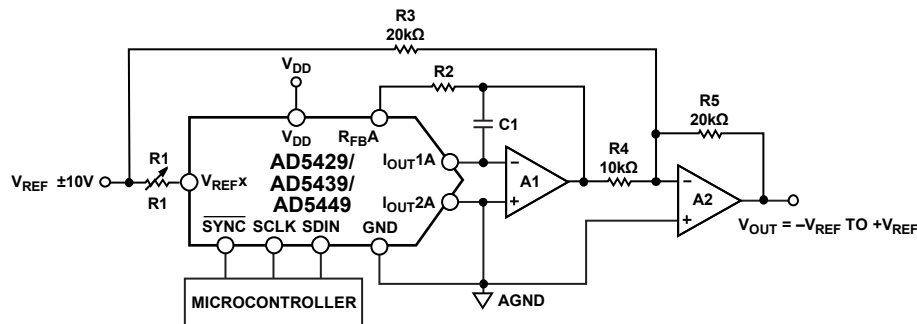 R3
20kΩ
VDD
R2
R5
20kΩ
VDD
RFBA
C1
AD5429/
AD5439/
AD5449
IOUT1A
R4
10kΩ
R1
VREF ±10V
R1
VREFx
A1
–
+
IOUT2A
–
A2
+
SYNC SCLK SDIN
GND
VOUT = –VREF TO +VREF
MICROCONTROLLER
AGND